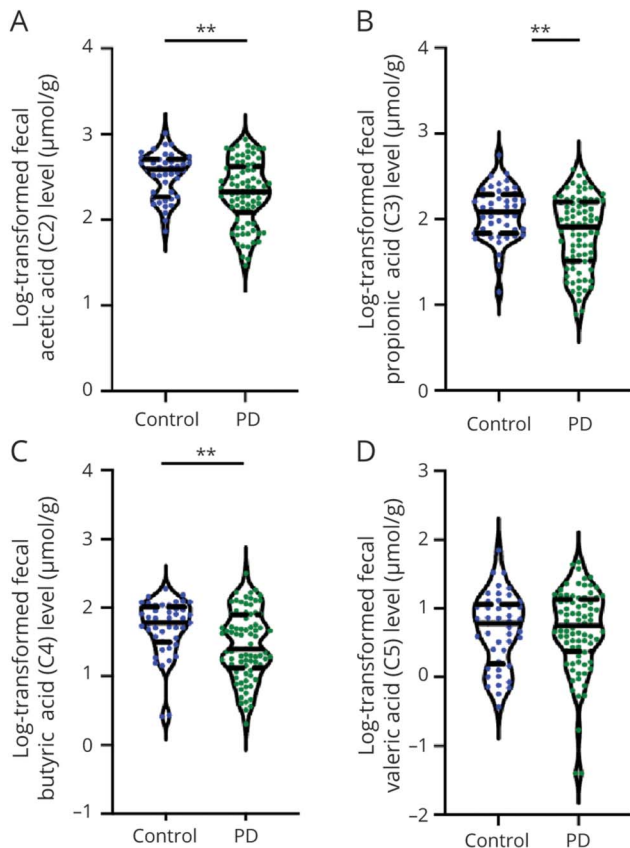 A
**
Log-transformed fecal
acetic acid (C2) level (μmol/g)
4
3
2
1
0
Control PD
B
**
Log-transformed fecal
propionic acid (C3) level (μmol/g)
4
3
2
1
0
Control PD
C
**
Log-transformed fecal
butyric acid (C4) level (μmol/g)
4
3
2
1
0
–1
Control PD
D
Log-transformed fecal
valeric acid (C5) level (μmol/g)
3
2
1
0
–1
–2
Control PD